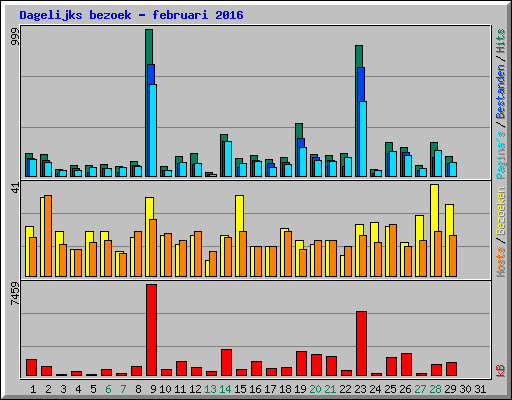 Dagelijks bezoek - februari 2016
999
41
7459
Hosts / Bezoeken Pagina's / Bestanden / Hits
kB
1 2 3 4 5 6 7 8 9 10 11 12 13 14 15 16 17 18 19 20 21 22 23 24 25 26 27 28 29 30 31